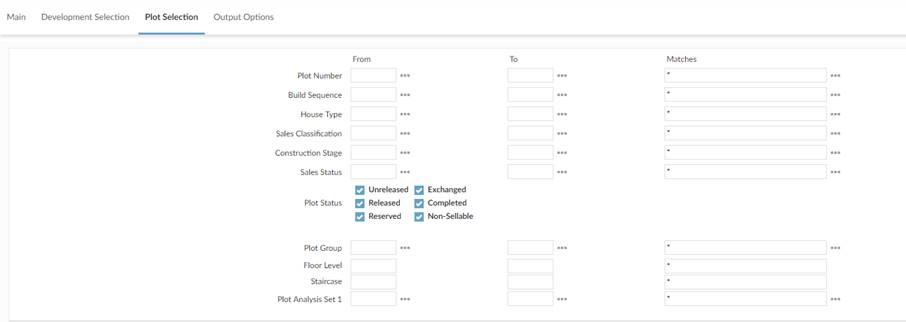 Main Development Selection Plot Selection Output Options
From To Matches
Plot Number *
Build Sequence *
House Type *
Sales Classification *
Construction Stage *
Sales Status *
Plot Status
Unreleased Exchanged
Released Completed
Reserved Non-Sellable
Plot Group *
Floor Level *
Staircase *
Plot Analysis Set 1 *